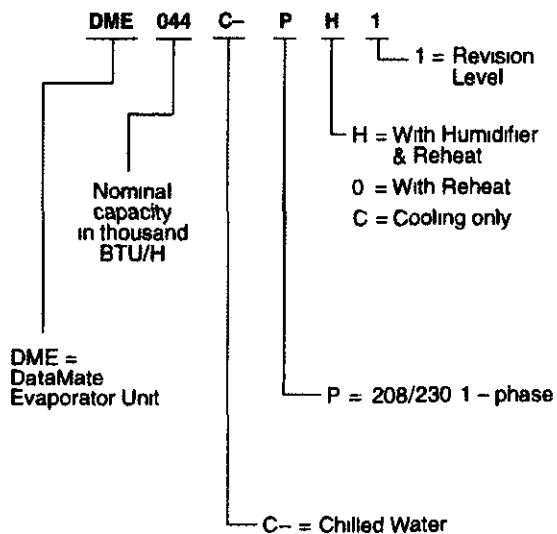 DME 044 C- P H 1
1 = Revision
Level
H = With Humidifier
& Reheat
0 = With Reheat
C = Cooling only
Nominal
capacity
in thousand
BTU/H
DME =
DataMate
Evaporator Unit
P = 208/230 1 - phase
C- = Chilled Water